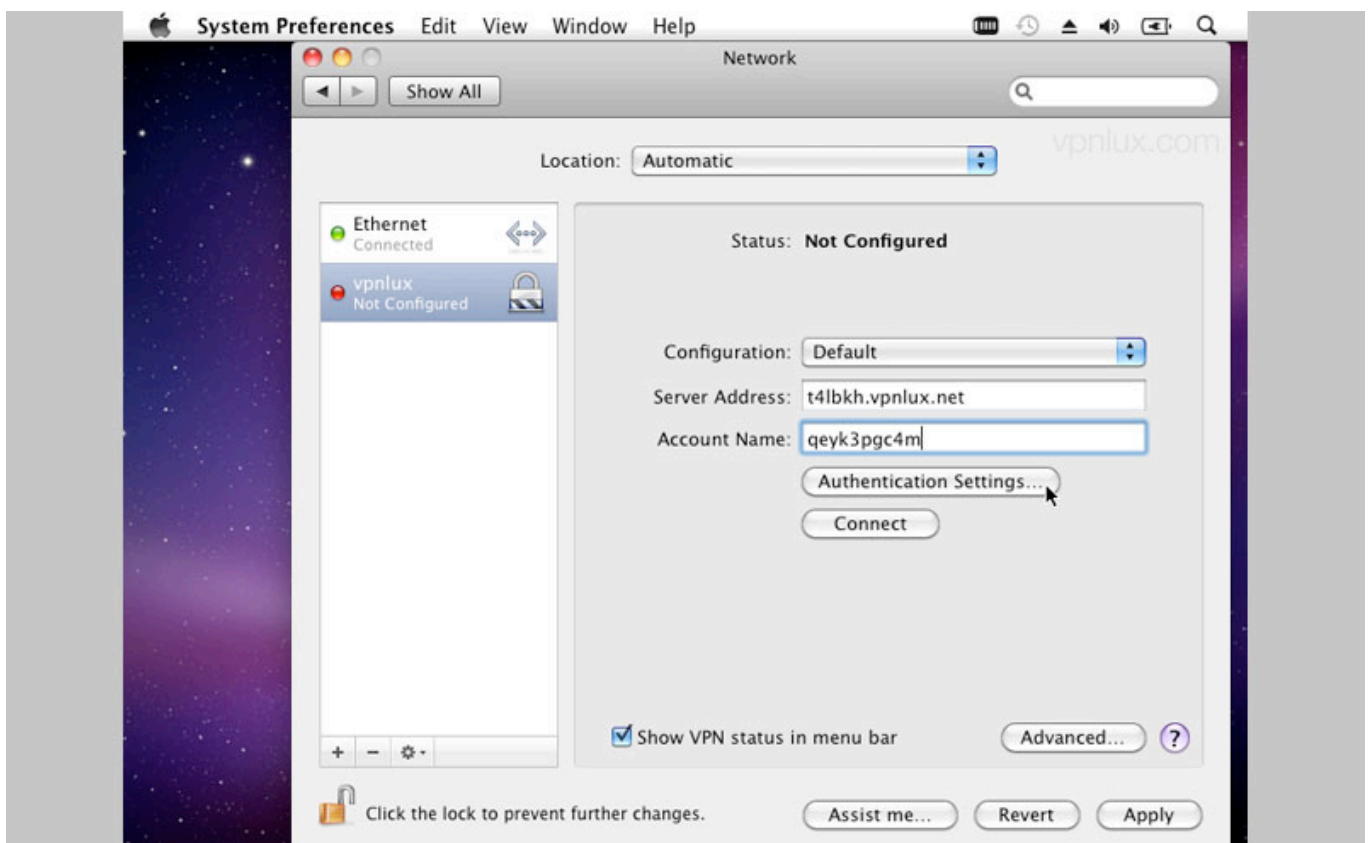 System Preferences Edit View Window Help
Network
Show All
vpnlux.com
Location: Automatic
Ethernet
Connected
vpnlux
Not Configured
Status: Not Configured
Configuration: Default
Server Address: t4lbkh.vpnlux.net
Account Name: qeyk3pgc4m
Authentication Settings...
Connect
Show VPN status in menu bar
Advanced... ?
Click the lock to prevent further changes.
Assist me... Revert Apply